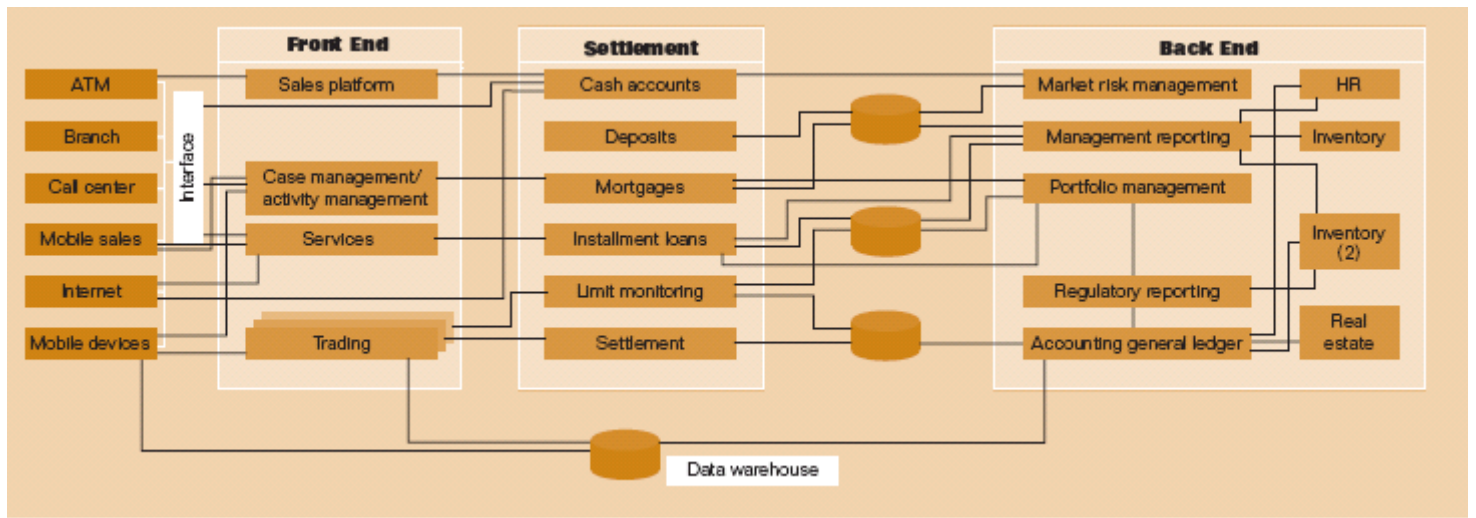 Front End
Settlement
Back End
ATM
Branch
Call center
Mobile sales
Internet
Mobile devices
Interface
Sales platform
Case management/
activity management
Services
Trading
Cash accounts
Deposits
Mortgages
Installment loans
Limit monitoring
Settlement
Market risk management
Management reporting
Portfolio management
Regulatory reporting
Accounting general ledger
HR
Inventory
Inventory
(2)
Real
estate
Data warehouse